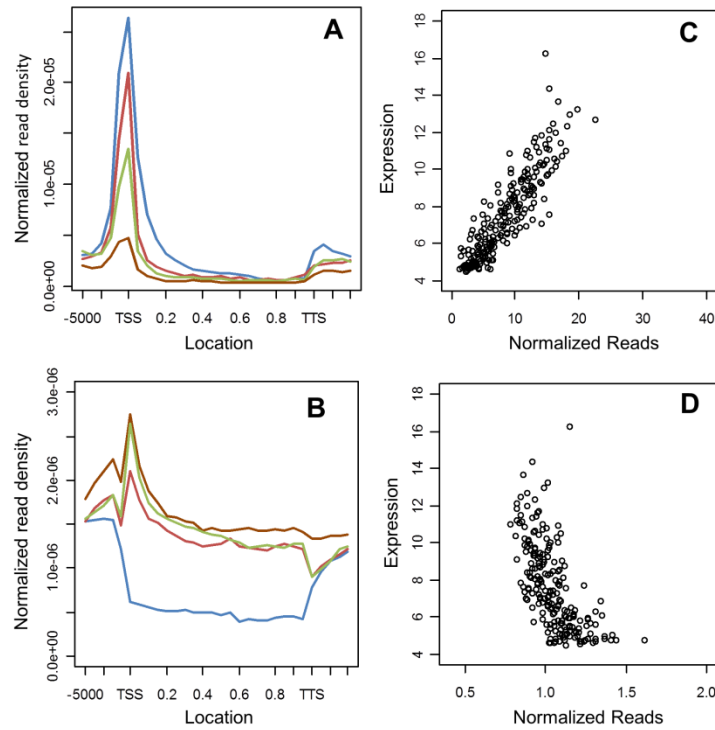 A
Normalized read density
2.0e-05
1.0e-05
0.0e+00
-5000 TSS 0.2 0.4 0.6 0.8 TTS
Location
C
Expression
18
16
14
12
10
8
6
4
0 10 20 30 40
Normalized Reads
B
Normalized read density
3.0e-06
2.0e-06
1.0e-06
0.0e+00
-5000 TSS 0.2 0.4 0.6 0.8 TTS
Location
D
Expression
18
16
14
12
10
8
6
4
0.5 1.0 1.5 2.0
Normalized Reads